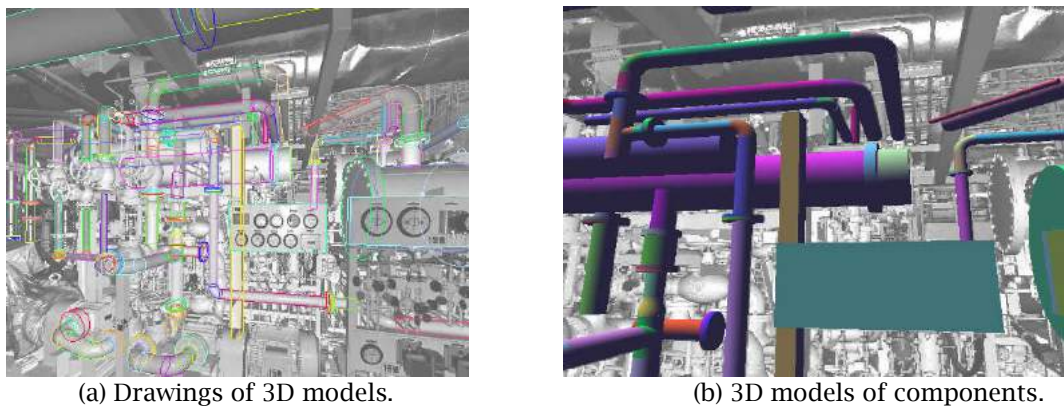 (a) Drawings of 3D models.
(b) 3D models of components.